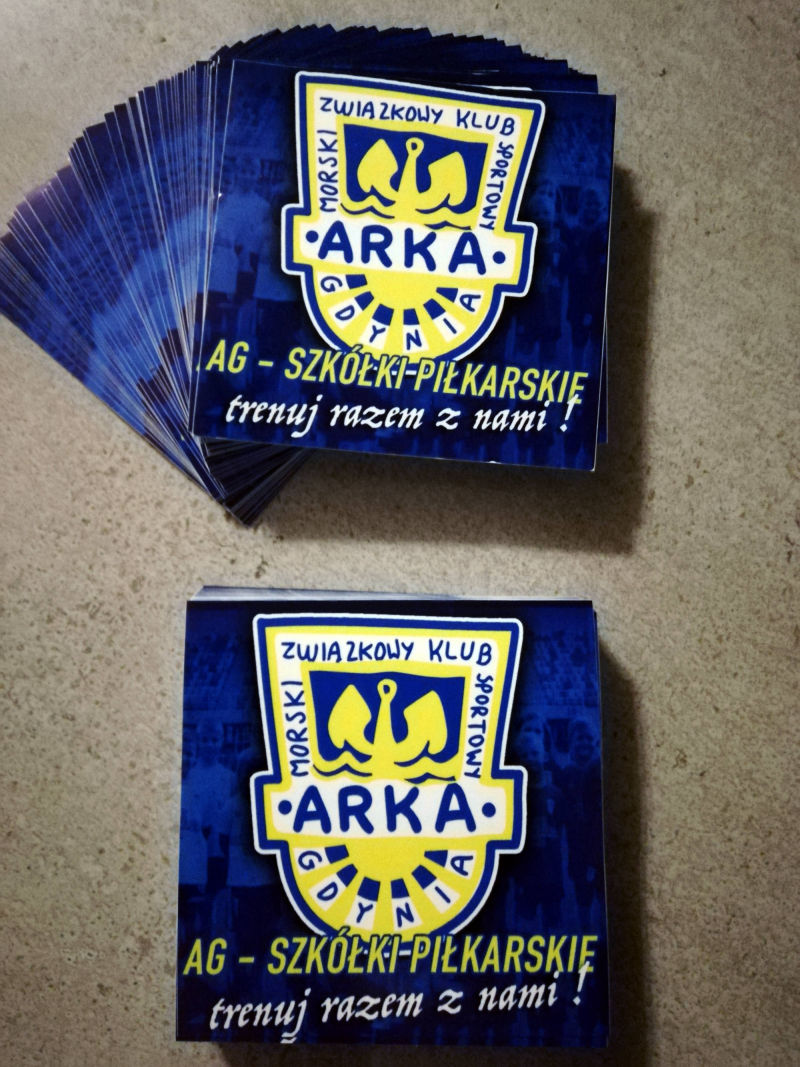 MORSKI ZWIĄZKOWY KLUB SPORTOWY
ARKA
GDYNIA
AG - SZKÓŁKI PIŁKARSKIE
trenuj razem z nami !
MORSKI ZWIĄZKOWY KLUB SPORTOWY
ARKA
GDYNIA
AG - SZKÓŁKI PIŁKARSKIE
trenuj razem z nami !